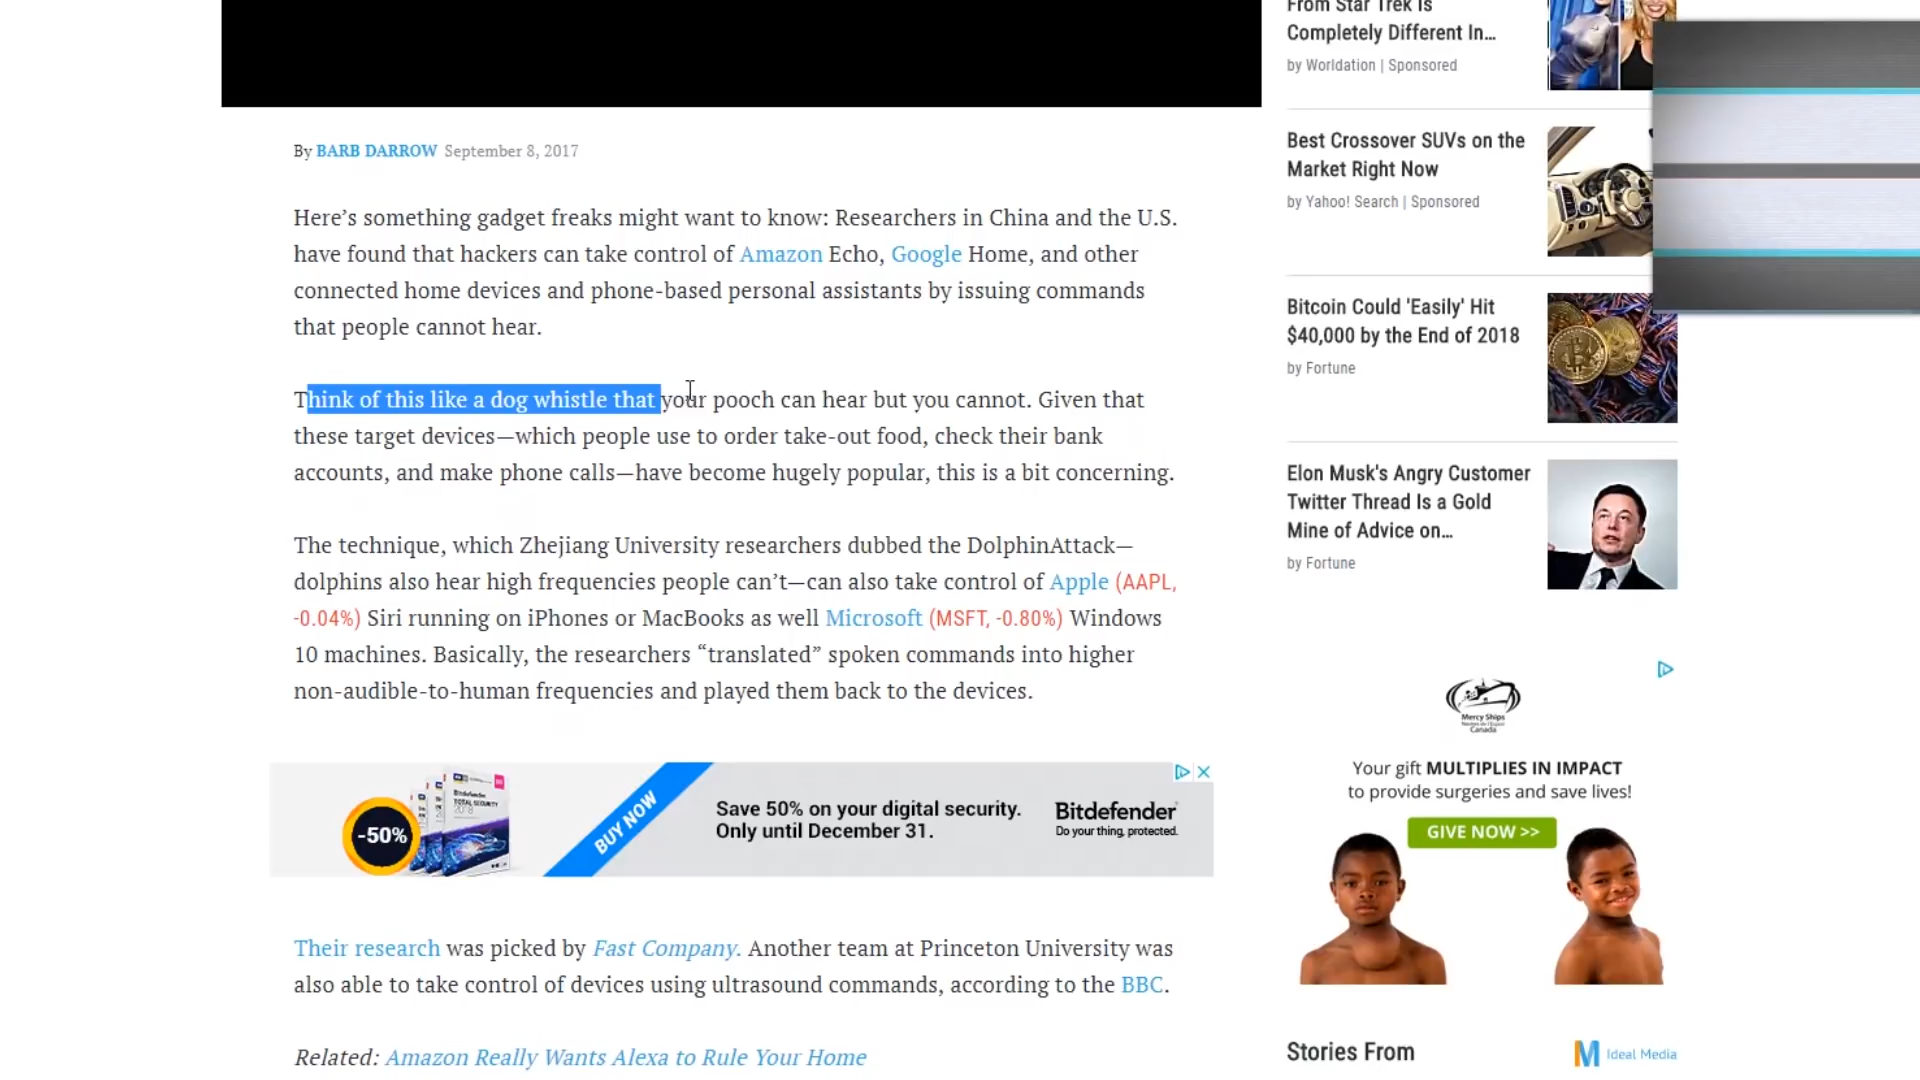 By BARB DARROW September 8, 2017
Here’s something gadget freaks might want to know: Researchers in China and the U.S.
have found that hackers can take control of Amazon Echo, Google Home, and other
connected home devices and phone-based personal assistants by issuing commands
that people cannot hear.
Think of this like a dog whistle that your pooch can hear but you cannot. Given that
these target devices—which people use to order take-out food, check their bank
accounts, and make phone calls—have become hugely popular, this is a bit concerning.
The technique, which Zhejiang University researchers dubbed the DolphinAttack—
dolphins also hear high frequencies people can’t—can also take control of Apple (AAPL,
-0.04%) Siri running on iPhones or MacBooks as well Microsoft (MSFT, -0.80%) Windows
10 machines. Basically, the researchers “translated” spoken commands into higher
non-audible-to-human frequencies and played them back to the devices.
-50%
Bitdefender
TOTAL SECURITY
2018
BUY NOW
Save 50% on your digital security.
Only until December 31.
Bitdefender
Do your thing, protected.
Their research was picked by Fast Company. Another team at Princeton University was
also able to take control of devices using ultrasound commands, according to the BBC.
Related: Amazon Really Wants Alexa to Rule Your Home
From Star Trek Is
Completely Different In...
by Worldation | Sponsored
Best Crossover SUVs on the
Market Right Now
by Yahoo! Search | Sponsored
Bitcoin Could 'Easily' Hit
$40,000 by the End of 2018
by Fortune
Elon Musk's Angry Customer
Twitter Thread Is a Gold
Mine of Advice on...
by Fortune
Mercy Ships
Canada
Your gift MULTIPLIES IN IMPACT
to provide surgeries and save lives!
GIVE NOW >>
Stories From
Ideal Media